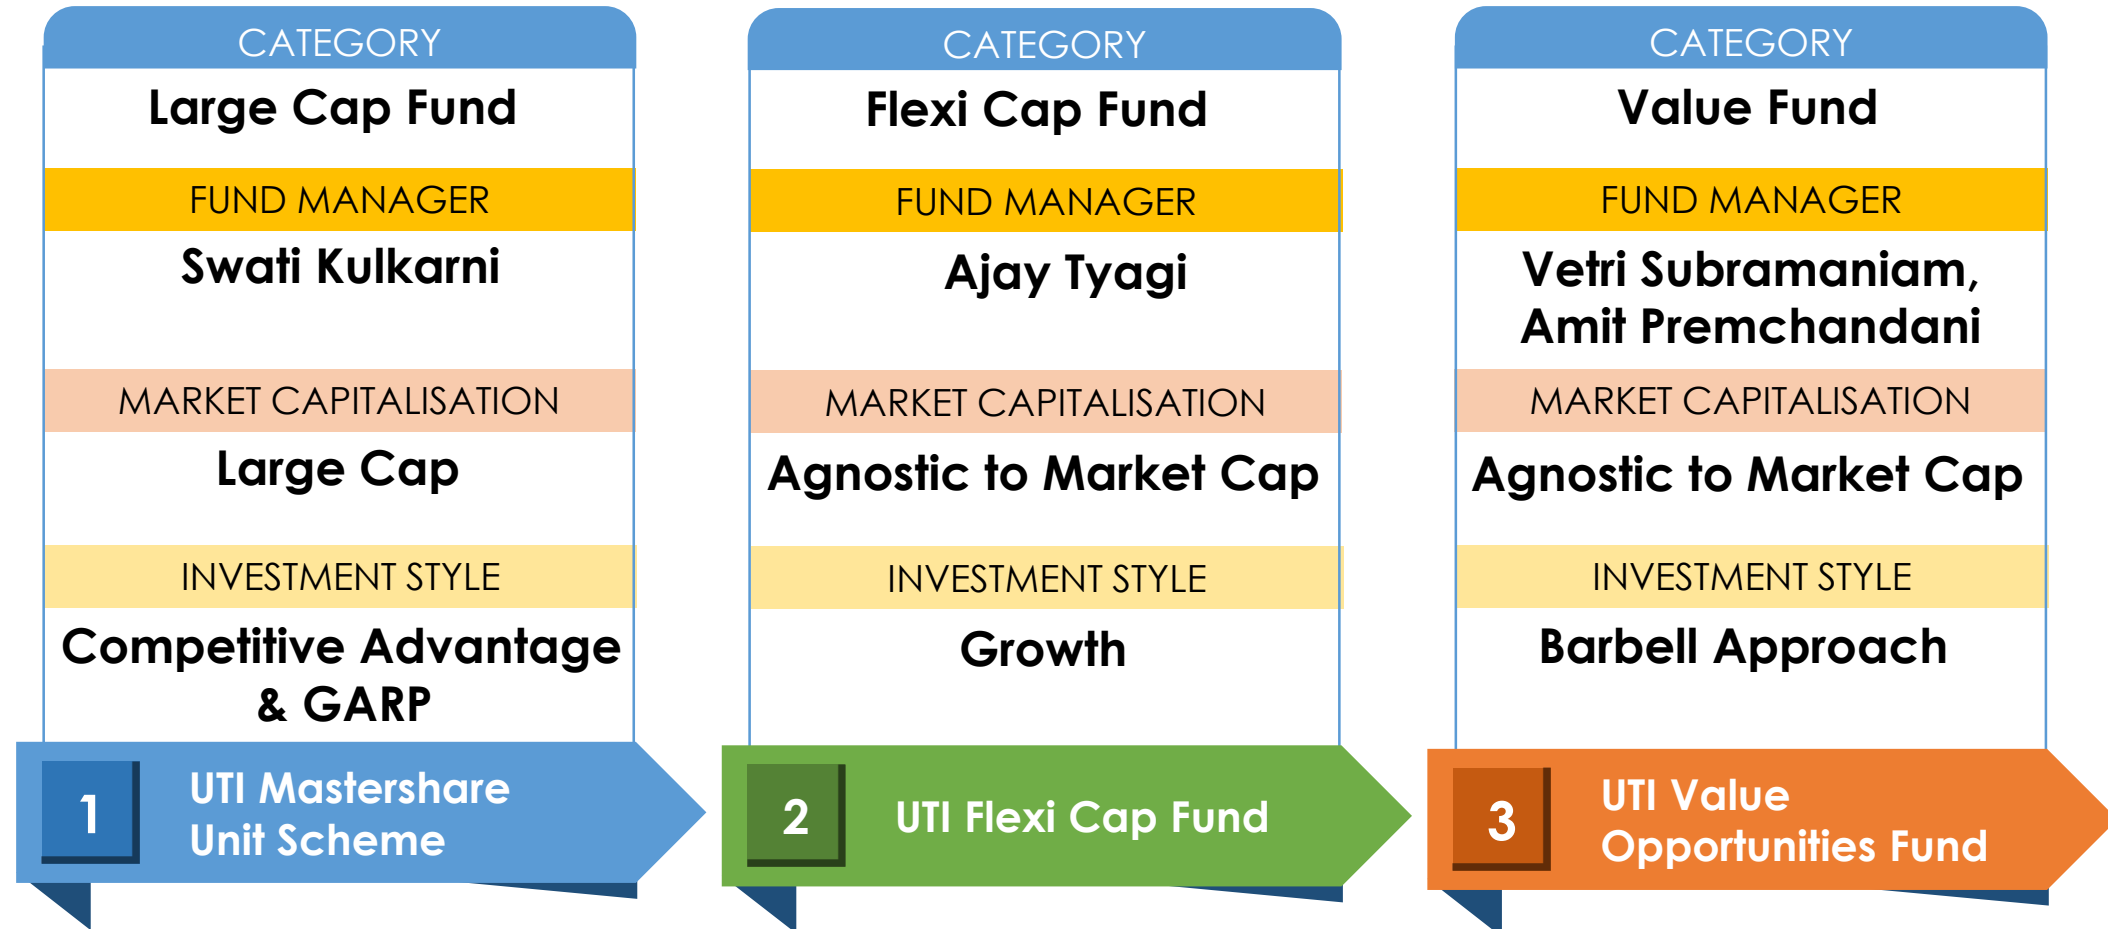 CATEGORY
Large Cap Fund
FUND MANAGER
Swati Kulkarni
MARKET CAPITALISATION
Large Cap
INVESTMENT STYLE
Competitive Advantage
& GARP
1
UTI Mastershare
Unit Scheme
CATEGORY
Flexi Cap Fund
FUND MANAGER
Ajay Tyagi
MARKET CAPITALISATION
Agnostic to Market Cap
INVESTMENT STYLE
Growth
2
UTI Flexi Cap Fund
CATEGORY
Value Fund
FUND MANAGER
Vetri Subramaniam,
Amit Premchandani
MARKET CAPITALISATION
Agnostic to Market Cap
INVESTMENT STYLE
Barbell Approach
3
UTI Value
Opportunities Fund